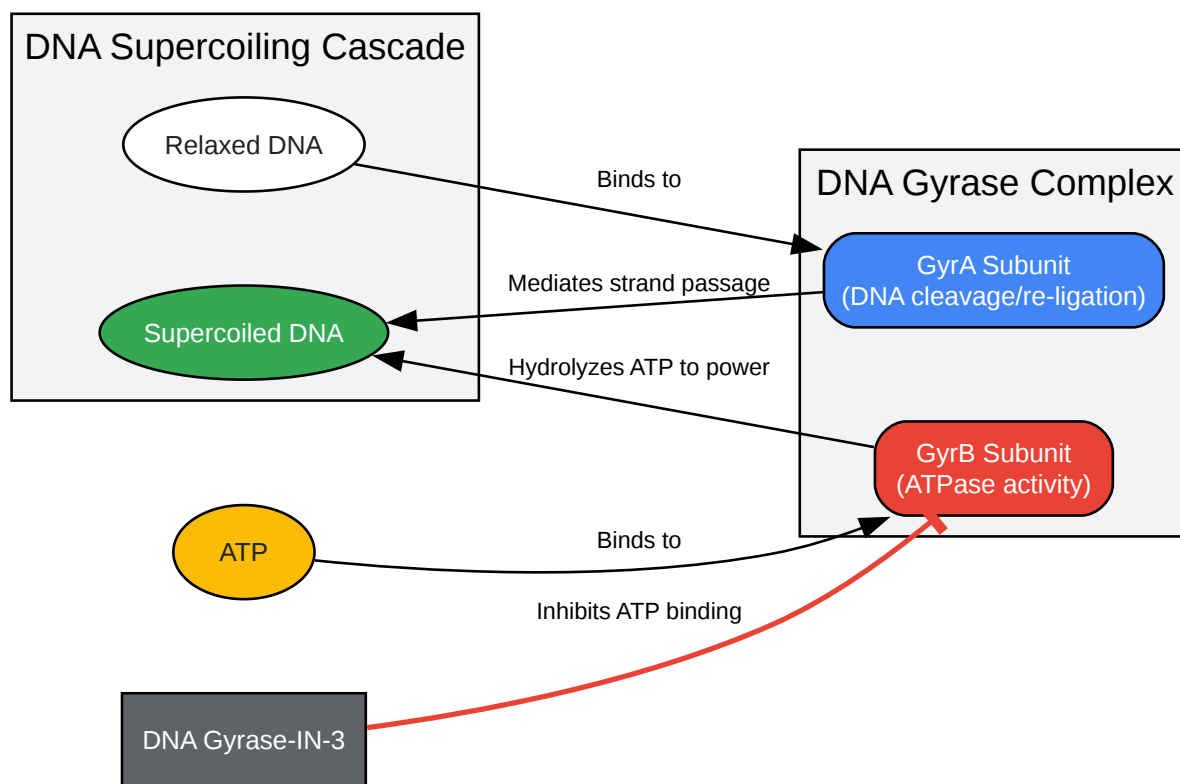 DNA Supercoiling Cascade
Relaxed DNA
Binds to
DNA Gyrase Complex
GyrA Subunit
(DNA cleavage/re-ligation)
Mediates strand passage
Supercoiled DNA
Hydrolyzes ATP to power
GyrB Subunit
(ATPase activity)
ATP
Binds to
Inhibits ATP binding
DNA Gyrase-IN-3